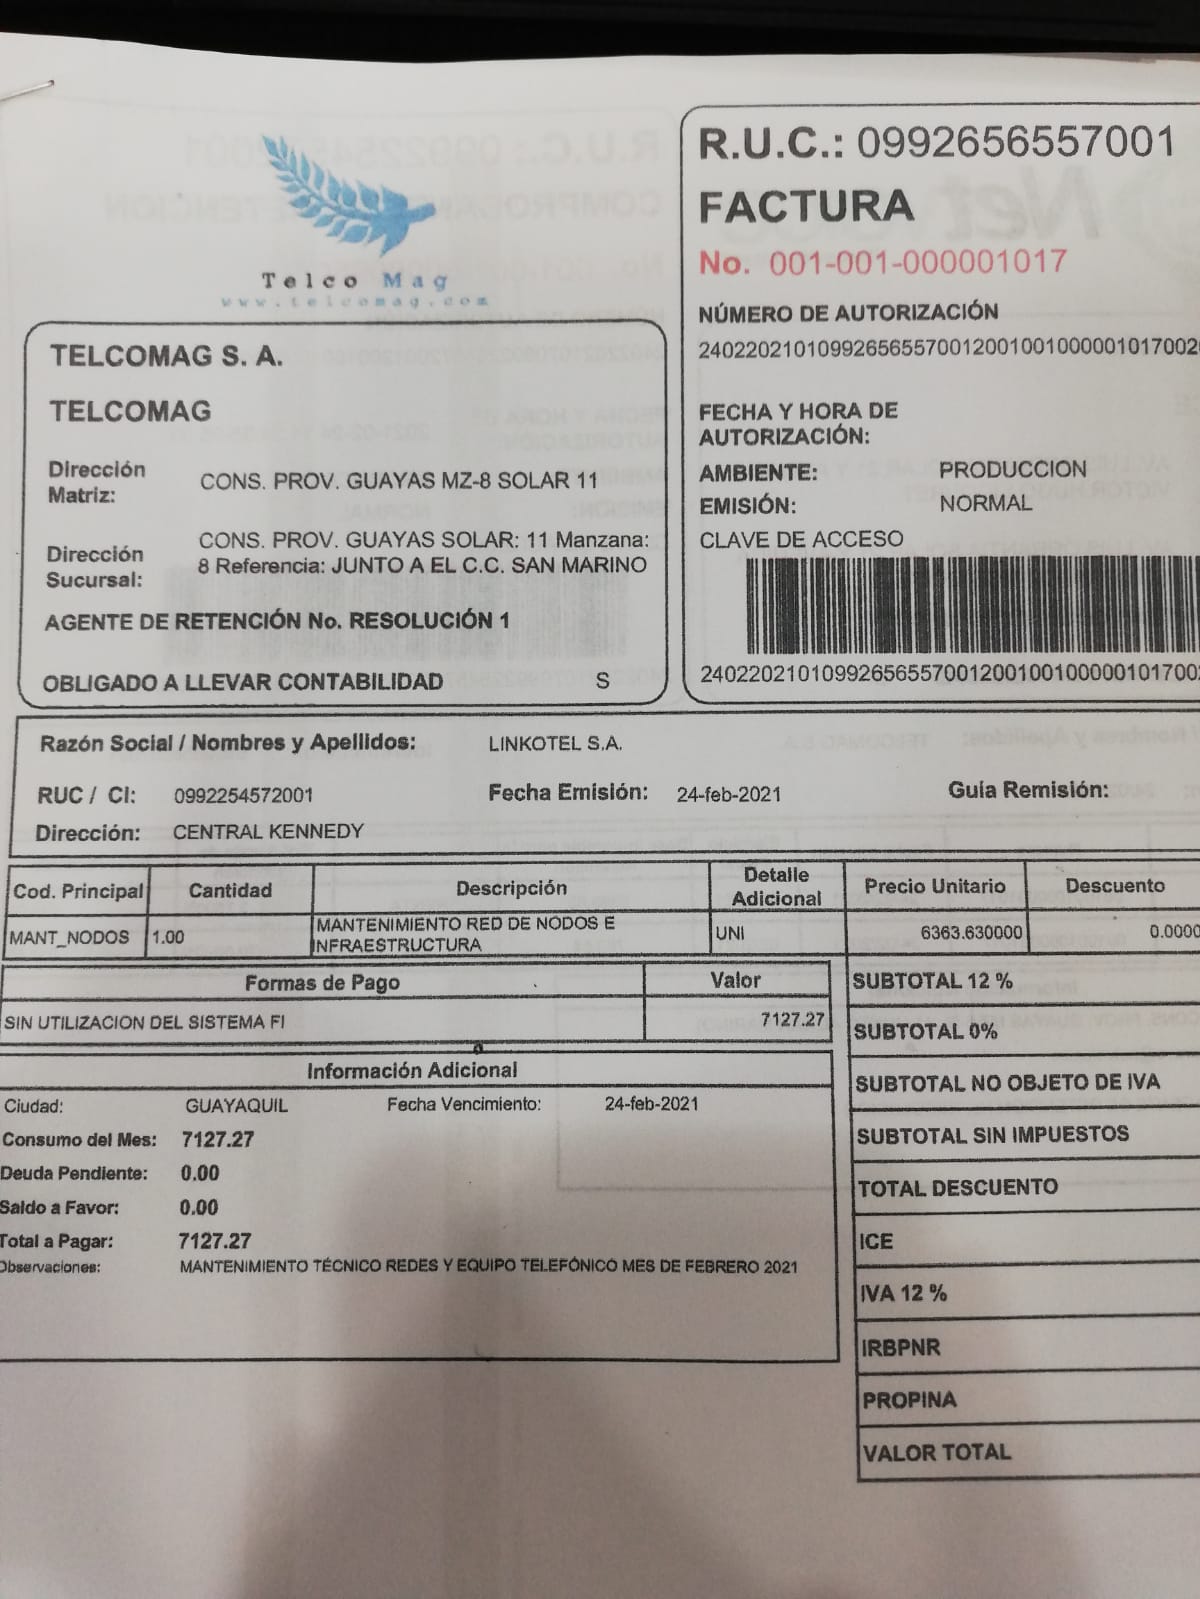 Telco Mag
www.telcomag.com
TELCOMAG S. A.
TELCOMAG
Dirección Matriz: CONS. PROV. GUAYAS MZ-8 SOLAR 11
Dirección Sucursal: CONS. PROV. GUAYAS SOLAR: 11 Manzana:
8 Referencia: JUNTO A EL C.C. SAN MARINO
AGENTE DE RETENCIÓN No. RESOLUCIÓN 1
OBLIGADO A LLEVAR CONTABILIDAD S
R.U.C.: 0992656557001
FACTURA
No. 001-001-000001017
NÚMERO DE AUTORIZACIÓN
2402202101099265655700120010010000010170020
FECHA Y HORA DE
AUTORIZACIÓN:
AMBIENTE: PRODUCCION
EMISIÓN: NORMAL
CLAVE DE ACCESO
240220210109926565570012001001000001017002
Razón Social / Nombres y Apellidos: LINKOTEL S.A.
RUC / CI: 0992254572001 Fecha Emisión: 24-feb-2021 Guía Remisión:
Dirección: CENTRAL KENNEDY
Cod. Principal Cantidad Descripción Detalle Adicional Precio Unitario Descuento
MANT_NODOS 1.00 MANTENIMIENTO RED DE NODOS E UNI 6363.630000 0.0000
INFRAESTRUCTURA
Formas de Pago Valor
SIN UTILIZACION DEL SISTEMA FI 7127.27
Información Adicional
Ciudad: GUAYAQUIL Fecha Vencimiento: 24-feb-2021
Consumo del Mes: 7127.27
Deuda Pendiente: 0.00
Saldo a Favor: 0.00
Total a Pagar: 7127.27
Observaciones: MANTENIMIENTO TÉCNICO REDES Y EQUIPO TELEFÓNICO MES DE FEBRERO 2021
SUBTOTAL 12 %
SUBTOTAL 0%
SUBTOTAL NO OBJETO DE IVA
SUBTOTAL SIN IMPUESTOS
TOTAL DESCUENTO
ICE
IVA 12 %
IRBPNR
PROPINA
VALOR TOTAL